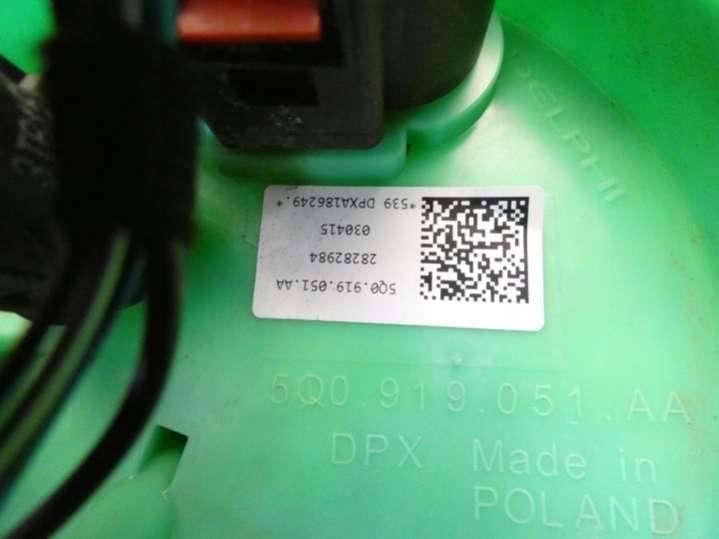 DELPHI
5Q0.919.051.AA
28282984
030415
*539 DPXA186249.*
5Q0.919.051.AA
DPX Made in
POLAND